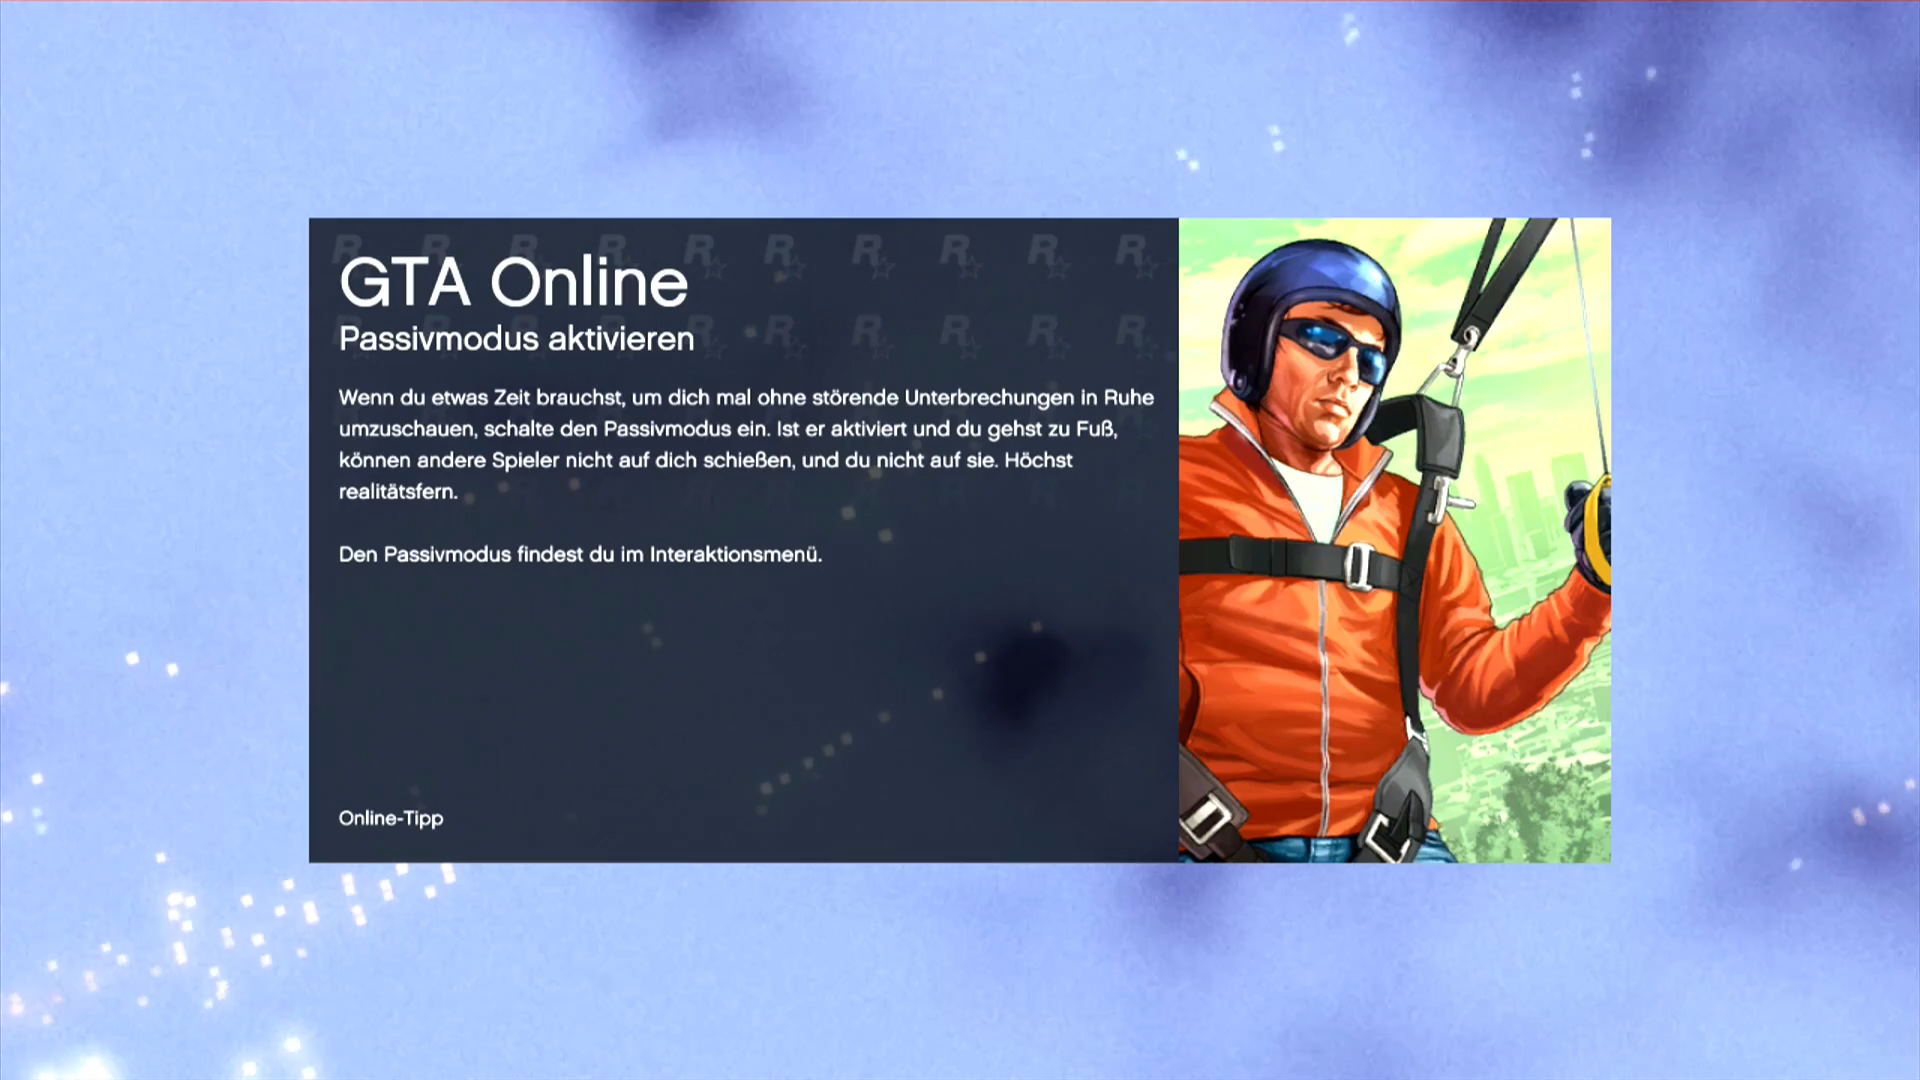 GTA Online
Passivmodus aktivieren
Wenn du etwas Zeit brauchst, um dich mal ohne störende Unterbrechungen in Ruhe
umzuschauen, schalte den Passivmodus ein. Ist er aktiviert und du gehst zu Fuß,
können andere Spieler nicht auf dich schießen, und du nicht auf sie. Höchst
realitätsfern.
Den Passivmodus findest du im Interaktionsmenü.
Online-Tipp